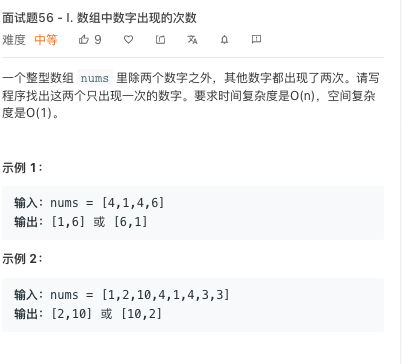 面试题56 - I. 数组中数字出现的次数
难度 中等 9
一个整型数组 nums 里除两个数字之外，其他数字都出现了两次。请写
程序找出这两个只出现一次的数字。要求时间复杂度是O(n)，空间复杂
度是O(1)。
示例 1：
输入：nums = [4,1,4,6]
输出：[1,6] 或 [6,1]
示例 2：
输入：nums = [1,2,10,4,1,4,3,3]
输出：[2,10] 或 [10,2]